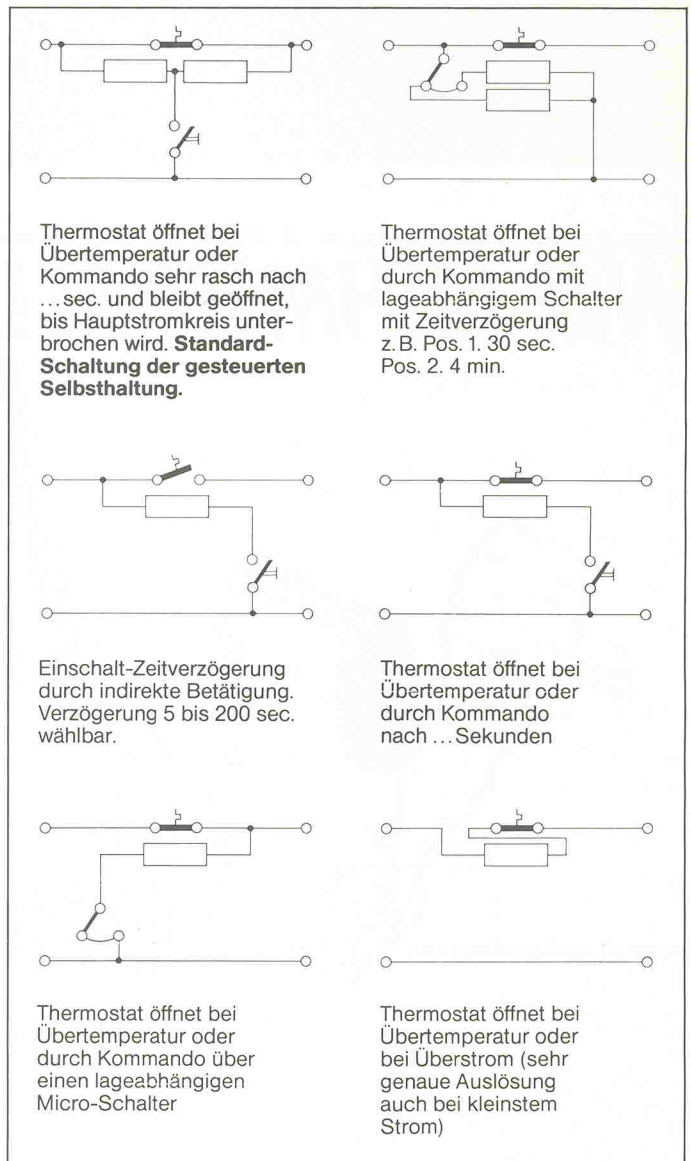 Thermostat öffnet bei
Übertemperatur oder
Kommando sehr rasch nach
...sec. und bleibt geöffnet,
bis Hauptstromkreis unter-
brochen wird. Standard-
Schaltung der gesteuerten
Selbsthaltung.
Thermostat öffnet bei
Übertemperatur oder
durch Kommando mit
lageabhängigem Schalter
mit Zeitverzögerung
z. B. Pos. 1. 30 sec.
Pos. 2. 4 min.
Einschalt-Zeitverzögerung
durch indirekte Betätigung.
Verzögerung 5 bis 200 sec.
wählbar.
Thermostat öffnet bei
Übertemperatur oder
durch Kommando
nach ...Sekunden
Thermostat öffnet bei
Übertemperatur oder
durch Kommando über
einen lageabhängigen
Micro-Schalter
Thermostat öffnet bei
Übertemperatur oder
bei Überstrom (sehr
genaue Auslösung
auch bei kleinstem
Strom)